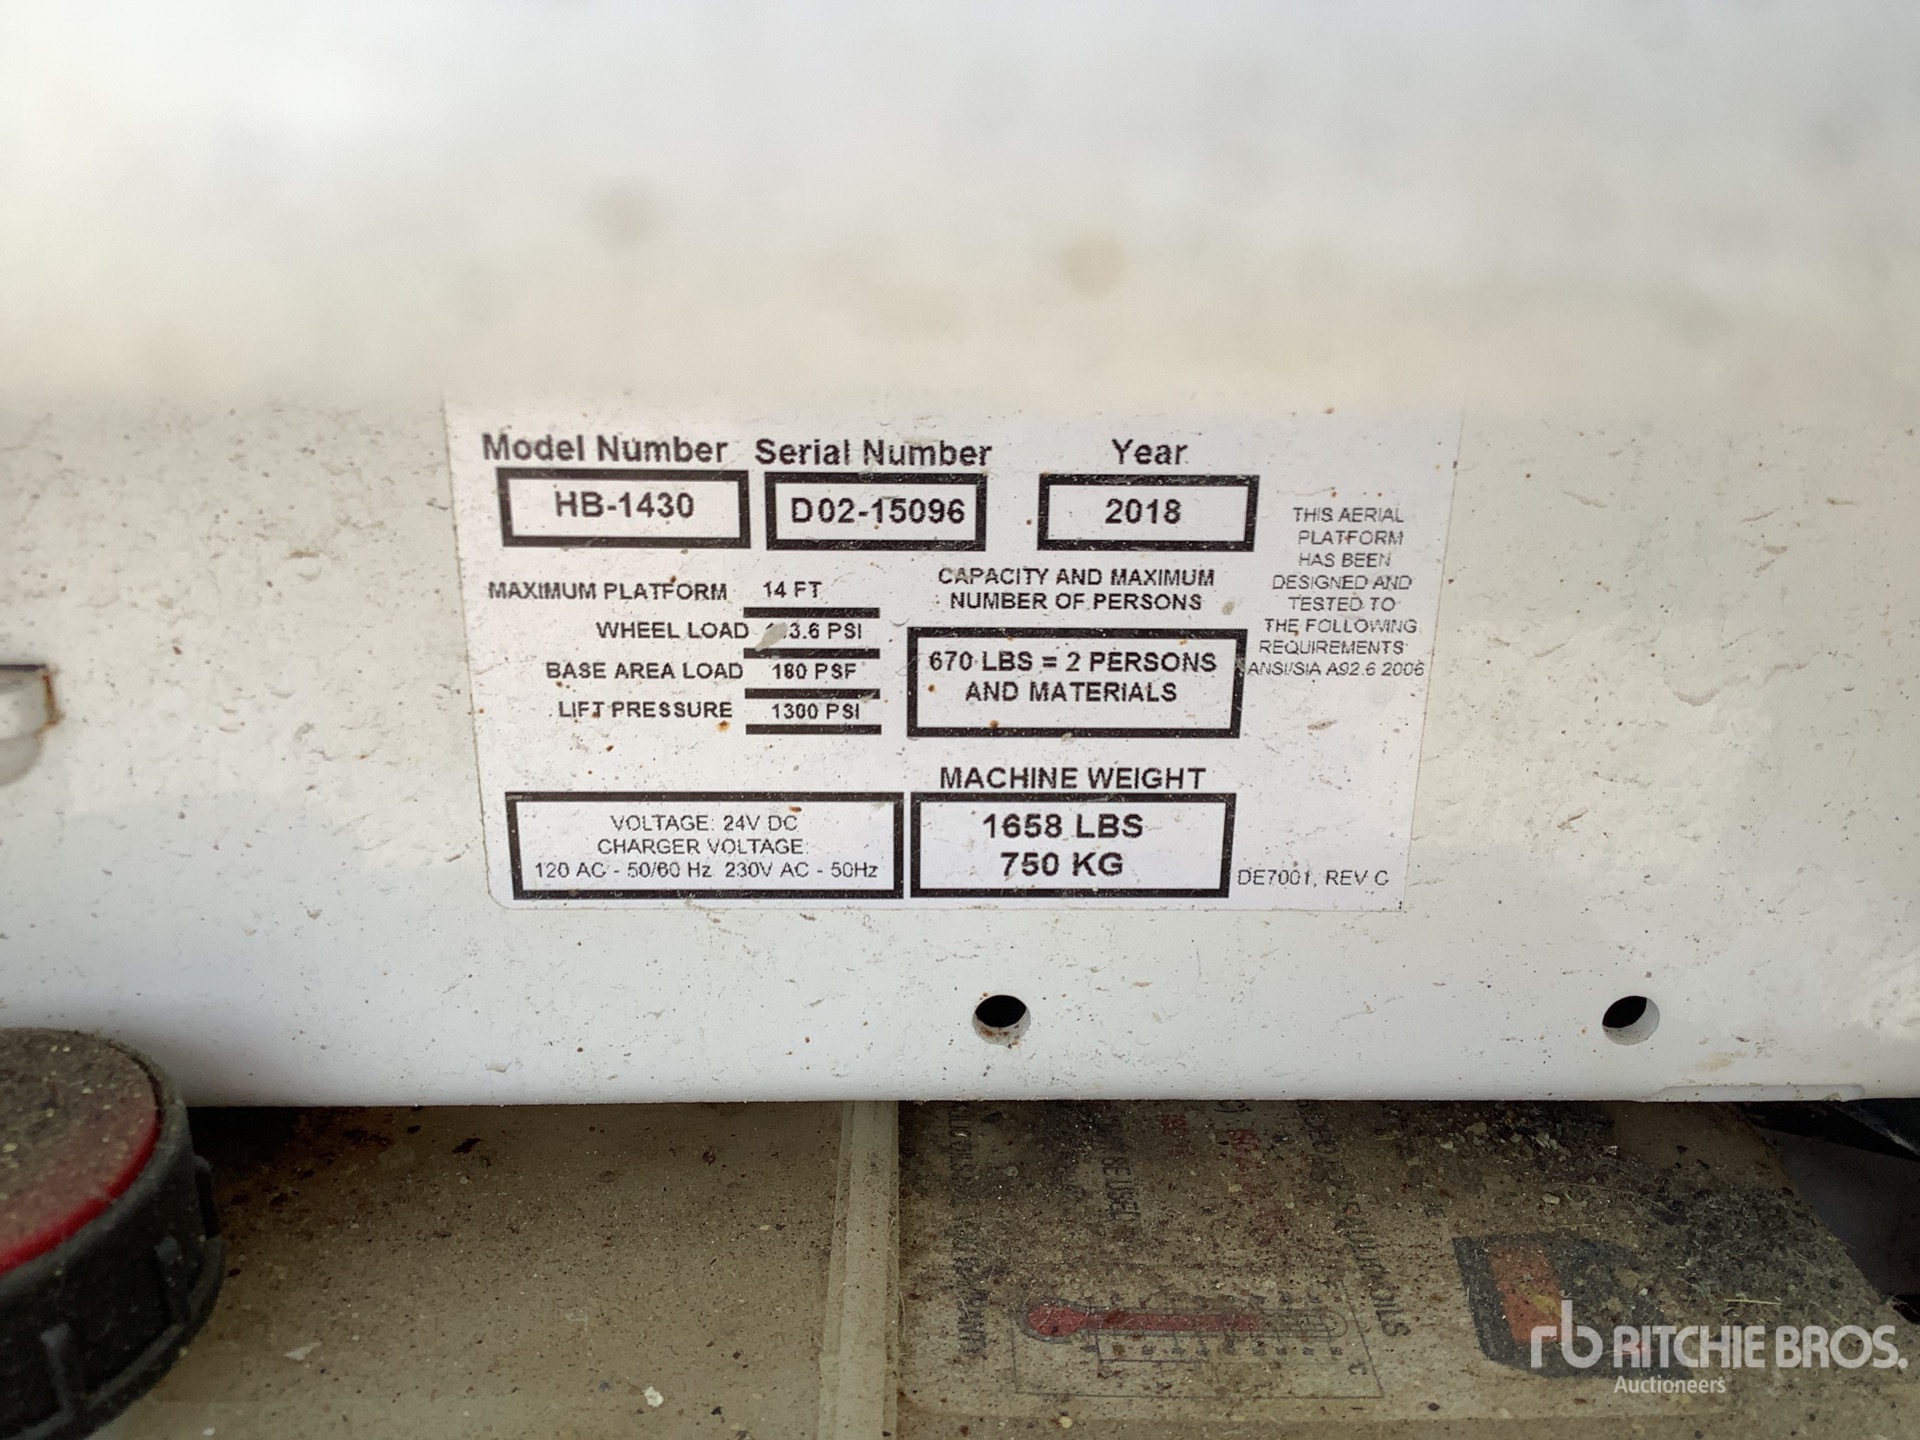 Model Number Serial Number Year
HB-1430 D02-15096 2018
MAXIMUM PLATFORM 14 FT
WHEEL LOAD 3.6 PSI
BASE AREA LOAD 180 PSF
LIFT PRESSURE 1300 PSI
CAPACITY AND MAXIMUM
NUMBER OF PERSONS
670 LBS = 2 PERSONS
AND MATERIALS
THIS AERIAL
PLATFORM
HAS BEEN
DESIGNED AND
TESTED TO
THE FOLLOWING
REQUIREMENTS
ANSI/SIA A92.6 2006
VOLTAGE: 24V DC
CHARGER VOLTAGE:
120 AC - 50/60 Hz 230V AC - 50Hz
MACHINE WEIGHT
1658 LBS
750 KG
DE7001, REV C
rb RITCHIE BROS.
Auctioneers